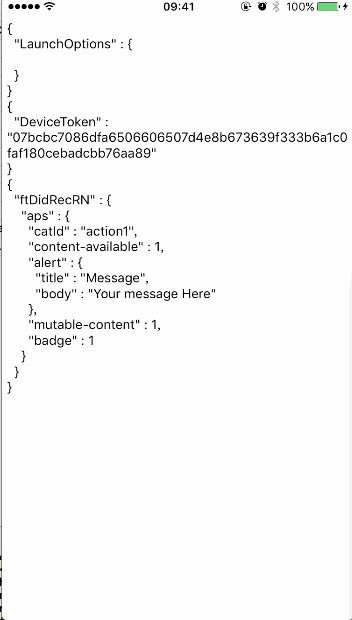 09:41 100%
{
"LaunchOptions" : {
}
}
{
"DeviceToken" :
"07bcbc7086dfa6506606507d4e8b673639f333b6a1c0
faf180cebadcbb76aa89"
}
{
"ftDidRecRN" : {
"aps" : {
"catId" : "action1",
"content-available" : 1,
"alert" : {
"title" : "Message",
"body" : "Your message Here"
},
"mutable-content" : 1,
"badge" : 1
}
}
}